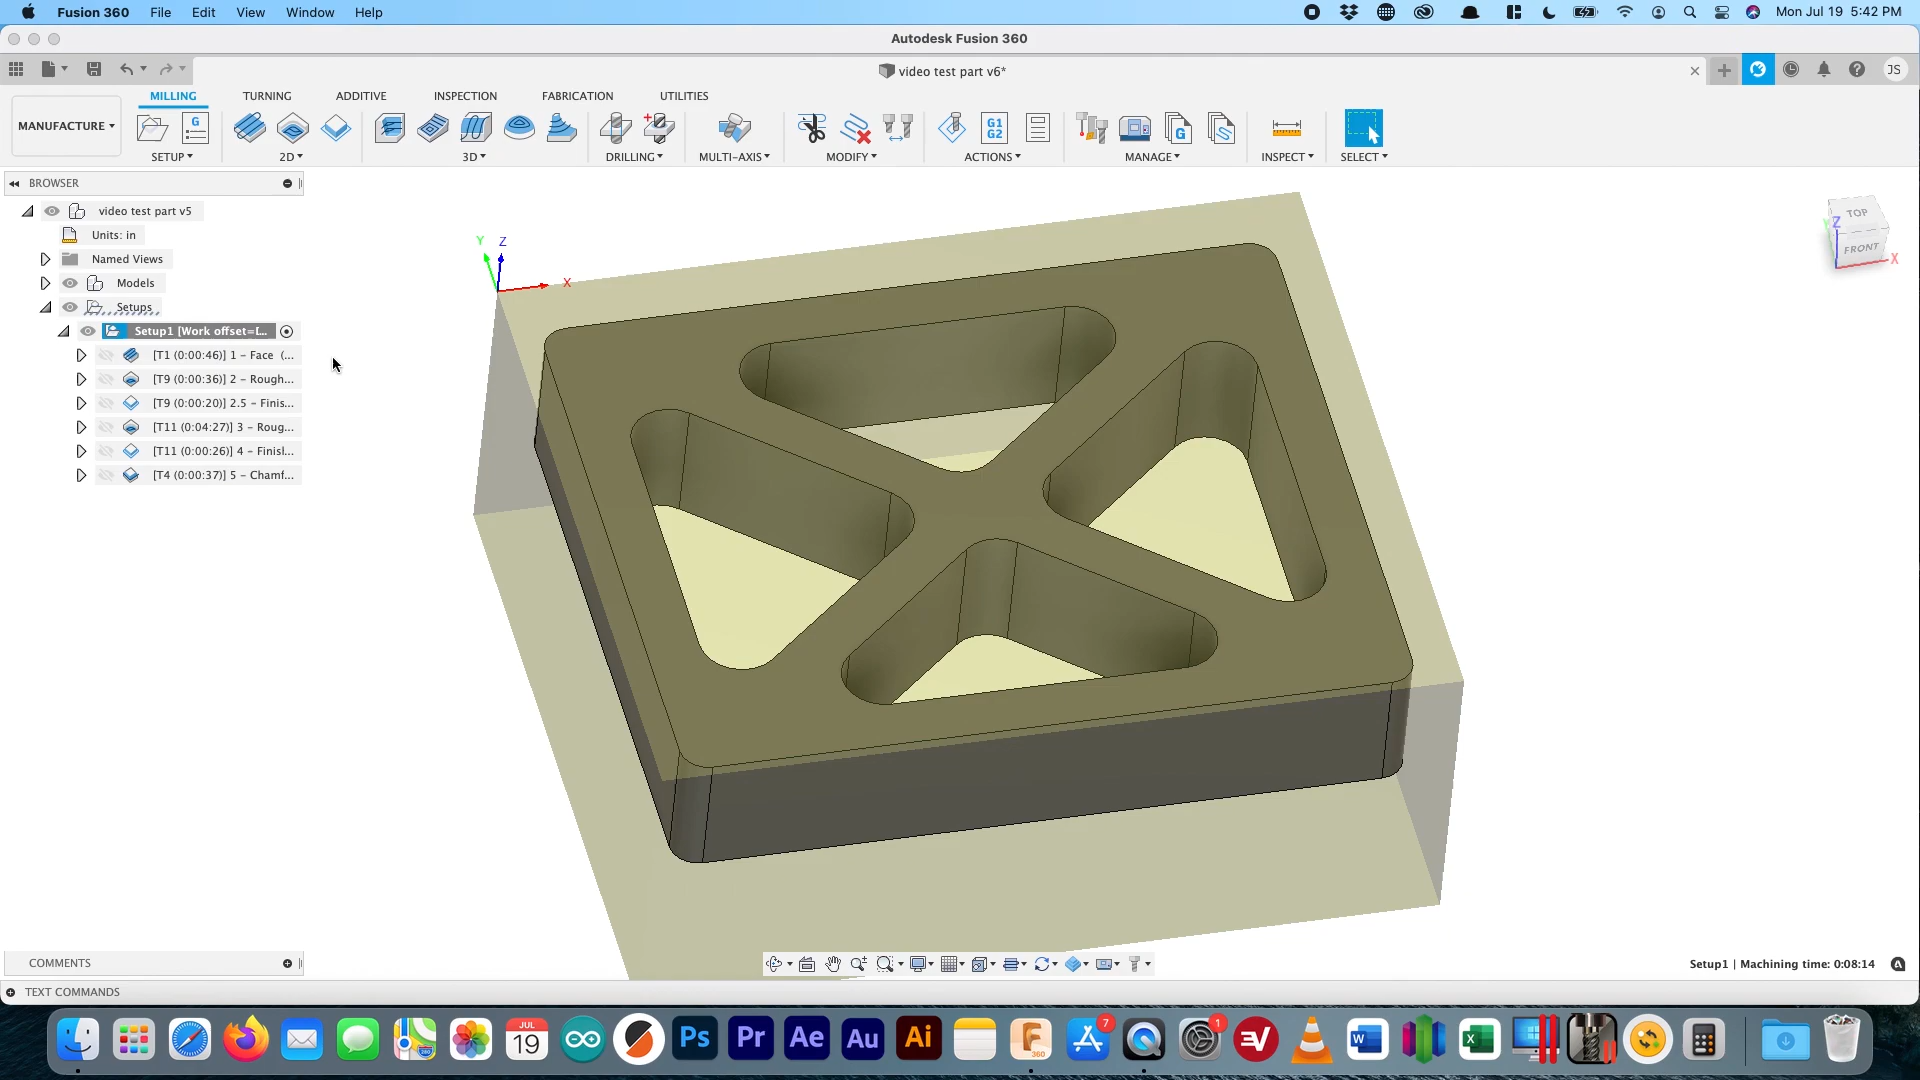 Fusion 360 File Edit View Window Help Mon Jul 19 5:42 PM
Autodesk Fusion 360
video test part v6* JS
MILLING TURNING ADDITIVE INSPECTION FABRICATION UTILITIES
MANUFACTURE
G G1 G2 G
SETUP 2D 3D DRILLING MULTI-AXIS MODIFY ACTIONS MANAGE INSPECT SELECT
BROWSER
video test part v5
Units: in
Named Views
Models
Setups
Setup1 [Work offset=[...
[T1 (0:00:46)] 1 - Face (...
[T9 (0:00:36)] 2 - Rough...
[T9 (0:00:20)] 2.5 - Finis...
[T11 (0:04:27)] 3 - Roug...
[T11 (0:00:26)] 4 - Finisl...
[T4 (0:00:37)] 5 - Chamf...
Y Z X
TOP
Z
FRONT
X
COMMENTS
Setup1 | Machining time: 0:08:14
TEXT COMMANDS
JUL 19 Ps Pr Ae Au Ai F 360 7 1 W X